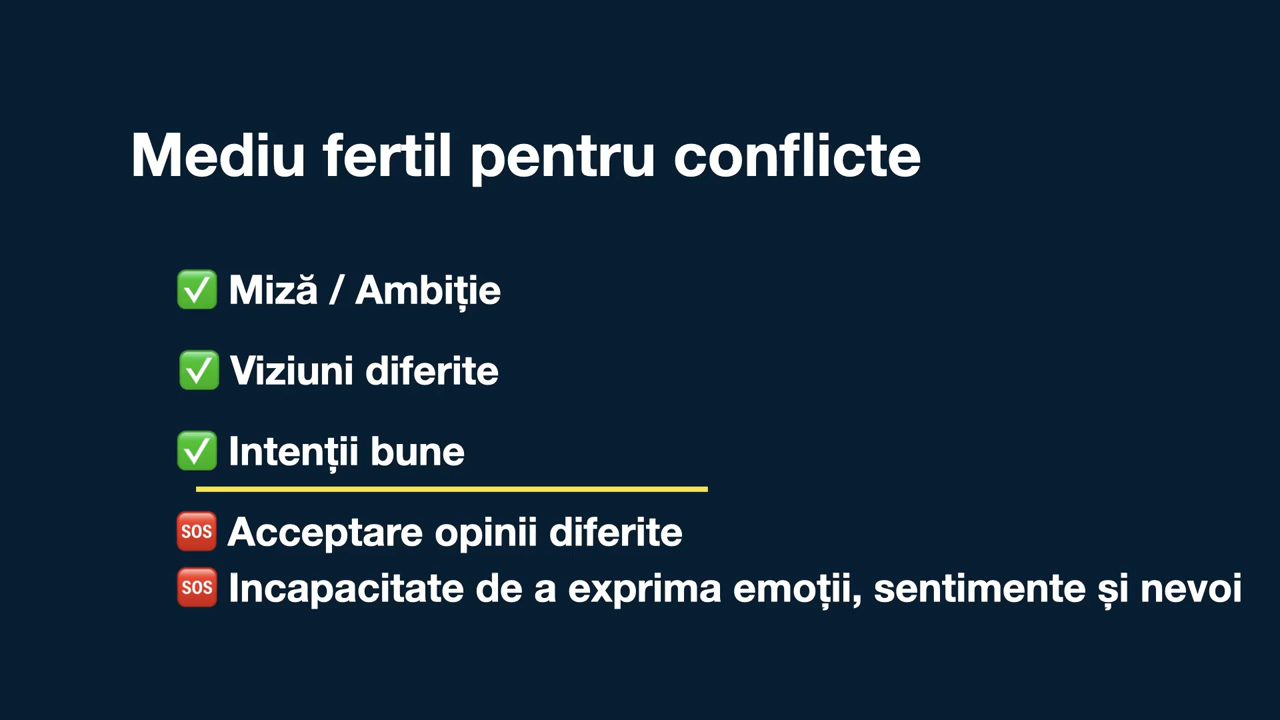 Mediu fertil pentru conflicte
✅ Miză / Ambiție
✅ Viziuni diferite
✅ Intenții bune
🆘 Acceptare opinii diferite
🆘 Incapacitate de a exprima emoții, sentimente și nevoi